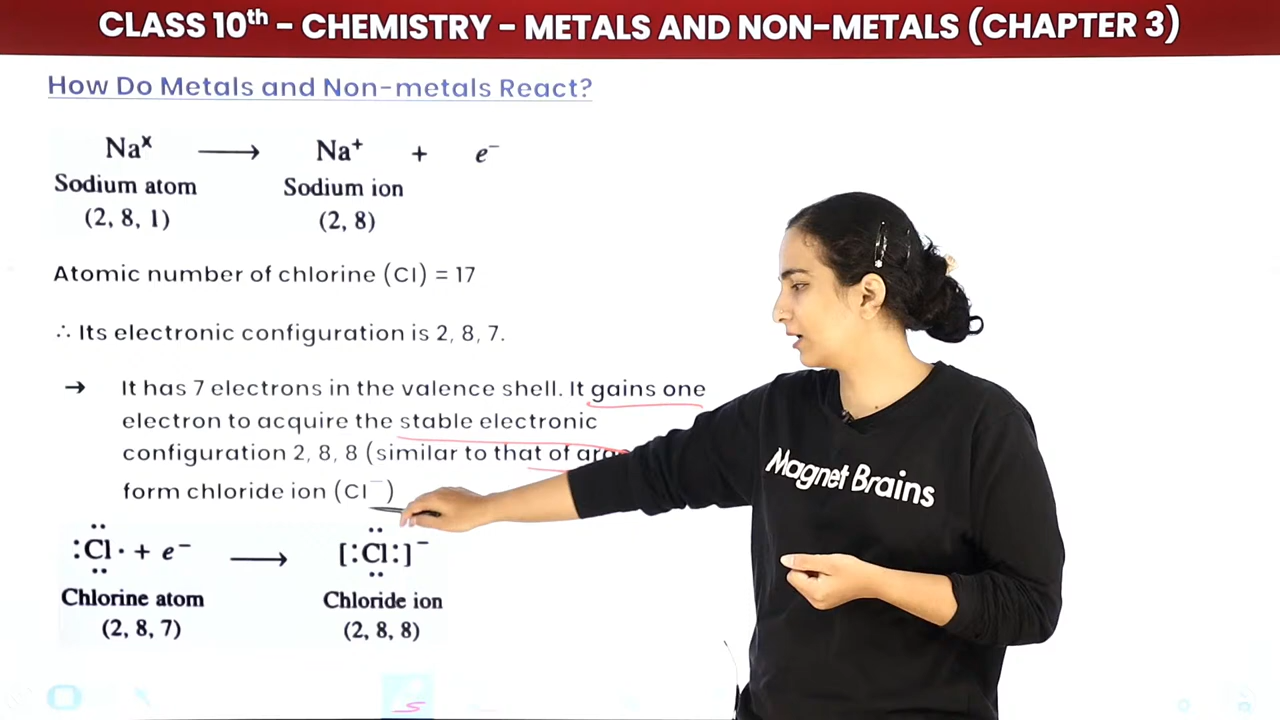 CLASS 10th - CHEMISTRY - METALS AND NON-METALS (CHAPTER 3)
How Do Metals and Non-metals React?
Naˣ ⟶ Na⁺ + e⁻
Sodium atom Sodium ion
(2, 8, 1) (2, 8)
Atomic number of chlorine (Cl) = 17
∴ Its electronic configuration is 2, 8, 7.
→ It has 7 electrons in the valence shell. It gains one
electron to acquire the stable electronic
configuration 2, 8, 8 (similar to that of
form chloride ion (Cl⁻)
:Cl· + e⁻ ⟶ [:Cl:]⁻
Chlorine atom Chloride ion
(2, 8, 7) (2, 8, 8)
Magnet Brains